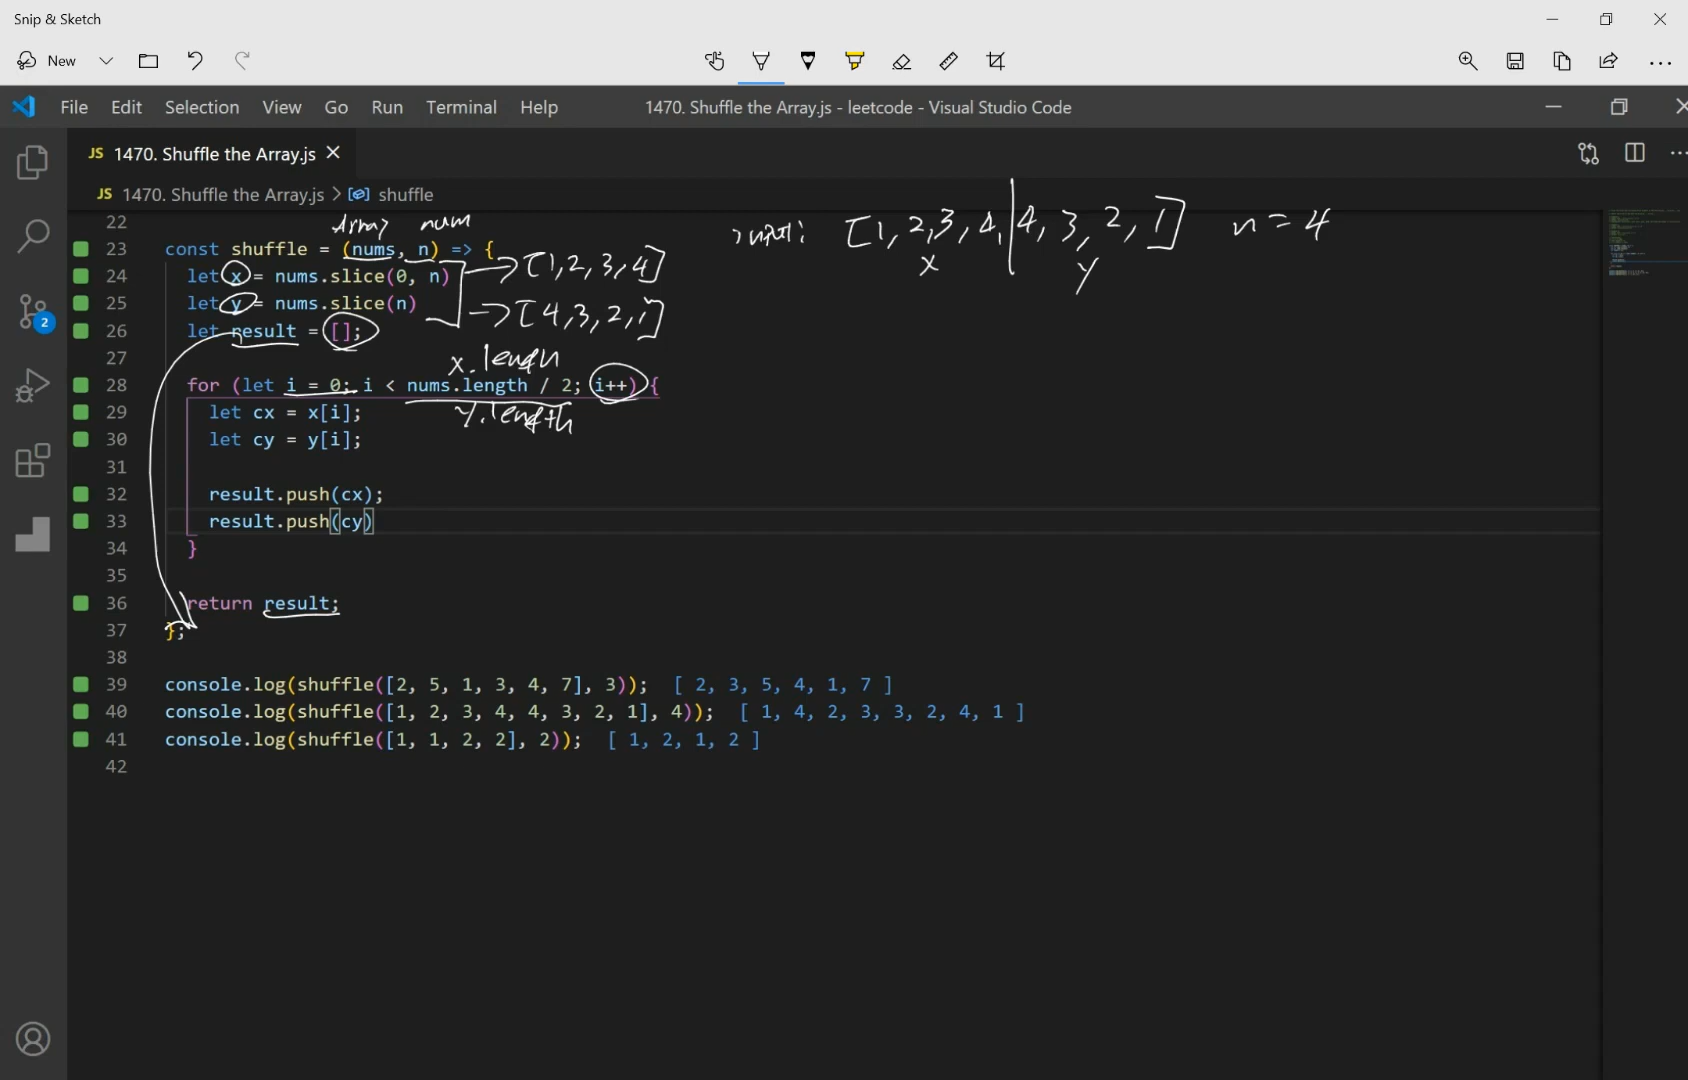 Snip & Sketch
New
File Edit Selection View Go Run Terminal Help
1470. Shuffle the Array.js - leetcode - Visual Studio Code
JS 1470. Shuffle the Array.js
JS 1470. Shuffle the Array.js > shuffle
Array num
input: [1, 2, 3, 4, 4, 3, 2, 1] n = 4
x
y
22
23 const shuffle = (nums, n) => {
24 let x = nums.slice(0, n)
→ [1,2,3,4]
25 let y = nums.slice(n)
→ [4,3,2,1]
26 let result = [];
27
x.length
28 for (let i = 0; i < nums.length / 2; i++) {
y.length
29 let cx = x[i];
30 let cy = y[i];
31
32 result.push(cx);
33 result.push(cy)
34 }
35
36 return result;
37 };
38
39 console.log(shuffle([2, 5, 1, 3, 4, 7], 3)); [ 2, 3, 5, 4, 1, 7 ]
40 console.log(shuffle([1, 2, 3, 4, 4, 3, 2, 1], 4)); [ 1, 4, 2, 3, 3, 2, 4, 1 ]
41 console.log(shuffle([1, 1, 2, 2], 2)); [ 1, 2, 1, 2 ]
42
2